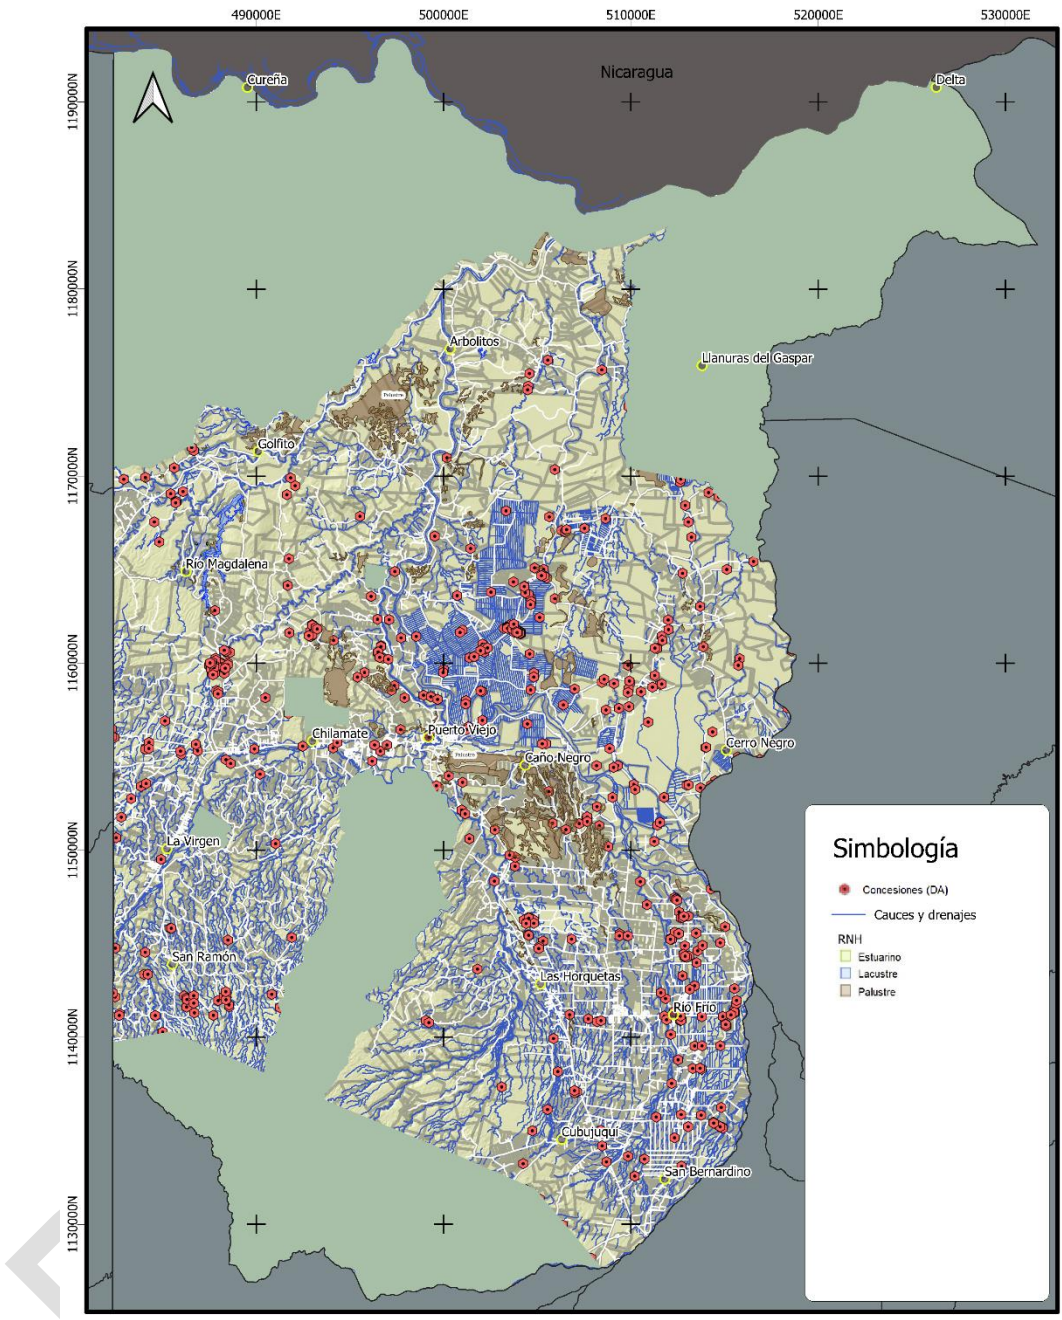 490000E 500000E 510000E 520000E 530000E
Nicaragua
Cureña
Delta
1190000N
1180000N
Arbolitos
Llanuras del Gaspar
Palustre
Golfito
1170000N
Río Magdalena
1160000N
Chilamate
Puerto Viejo
Cerro Negro
Palustre
Caño Negro
La Virgen
1150000N
Simbología
Concesiones (DA)
Cauces y drenajes
RNH
Estuarino
Lacustre
Palustre
San Ramón
Las Horquetas
Río Frío
1140000N
Cubujuquí
San Bernardino
1130000N